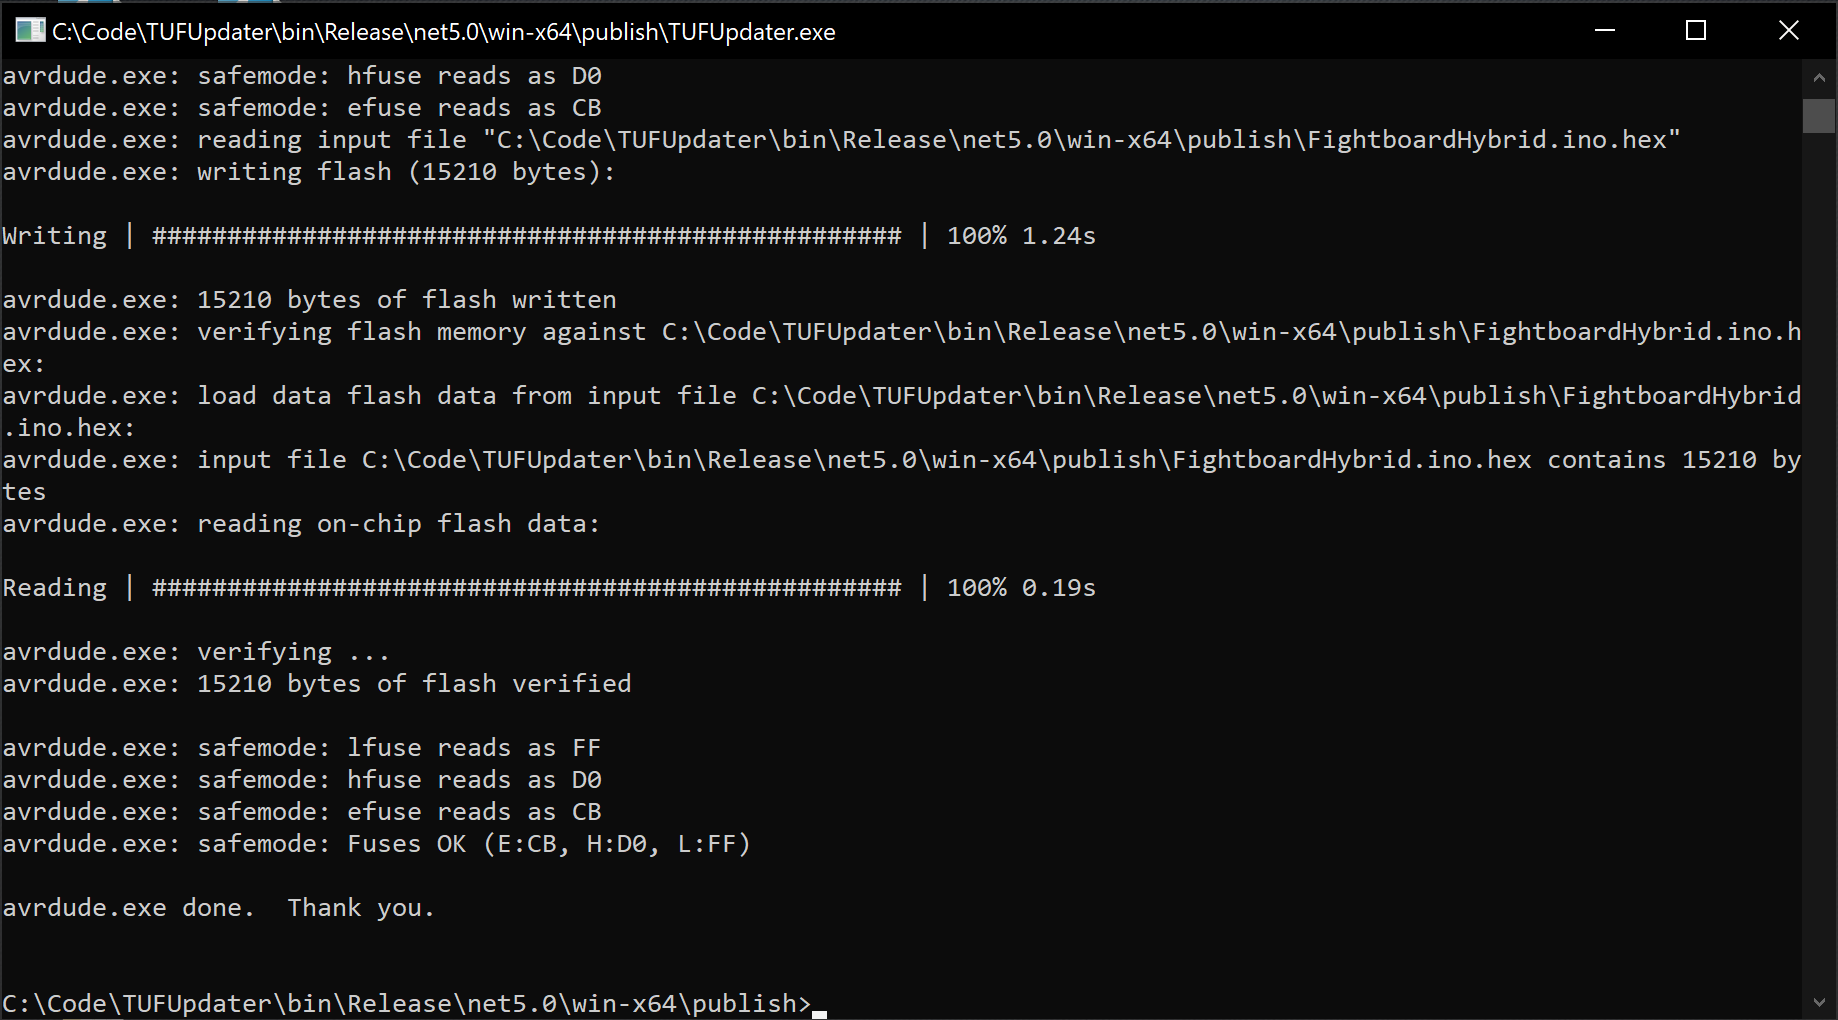 C:\Code\TUFUpdater\bin\Release\net5.0\win-x64\publish\TUFUpdater.exe
avrdude.exe: safemode: hfuse reads as D0
avrdude.exe: safemode: efuse reads as CB
avrdude.exe: reading input file "C:\Code\TUFUpdater\bin\Release\net5.0\win-x64\publish\FightboardHybrid.ino.hex"
avrdude.exe: writing flash (15210 bytes):
Writing | ################################################## | 100% 1.24s
avrdude.exe: 15210 bytes of flash written
avrdude.exe: verifying flash memory against C:\Code\TUFUpdater\bin\Release\net5.0\win-x64\publish\FightboardHybrid.ino.h
ex:
avrdude.exe: load data flash data from input file C:\Code\TUFUpdater\bin\Release\net5.0\win-x64\publish\FightboardHybrid
.ino.hex:
avrdude.exe: input file C:\Code\TUFUpdater\bin\Release\net5.0\win-x64\publish\FightboardHybrid.ino.hex contains 15210 by
tes
avrdude.exe: reading on-chip flash data:
Reading | ################################################## | 100% 0.19s
avrdude.exe: verifying ...
avrdude.exe: 15210 bytes of flash verified
avrdude.exe: safemode: lfuse reads as FF
avrdude.exe: safemode: hfuse reads as D0
avrdude.exe: safemode: efuse reads as CB
avrdude.exe: safemode: Fuses OK (E:CB, H:D0, L:FF)
avrdude.exe done.  Thank you.
C:\Code\TUFUpdater\bin\Release\net5.0\win-x64\publish>